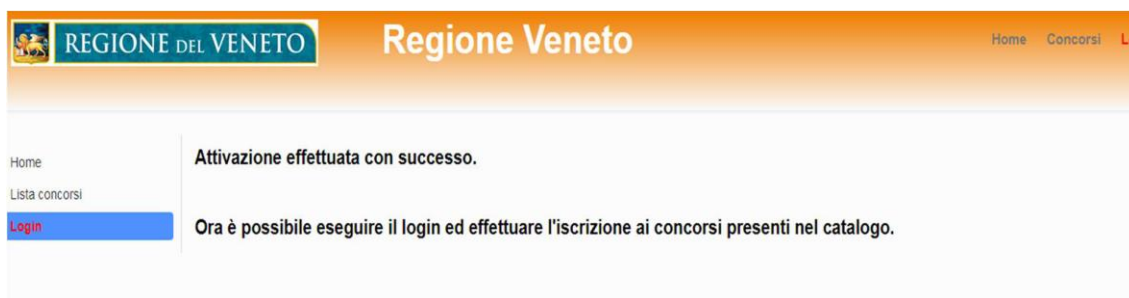 REGIONE DEL VENETO
Regione Veneto
Home Concorsi L
Home
Attivazione effettuata con successo.
Lista concorsi
Login
Ora è possibile eseguire il login ed effettuare l'iscrizione ai concorsi presenti nel catalogo.